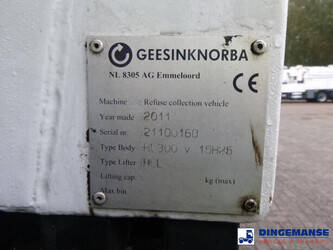 GEESINKNORBA
NL 8305 AG Emmeloord
CE
Machine : Refuse collection vehicle
Year made 2011
Serial nr. 21100168
Type Body V
Type Lifter
Lifting cap. kg (max)
Max bin
DINGEMANSE